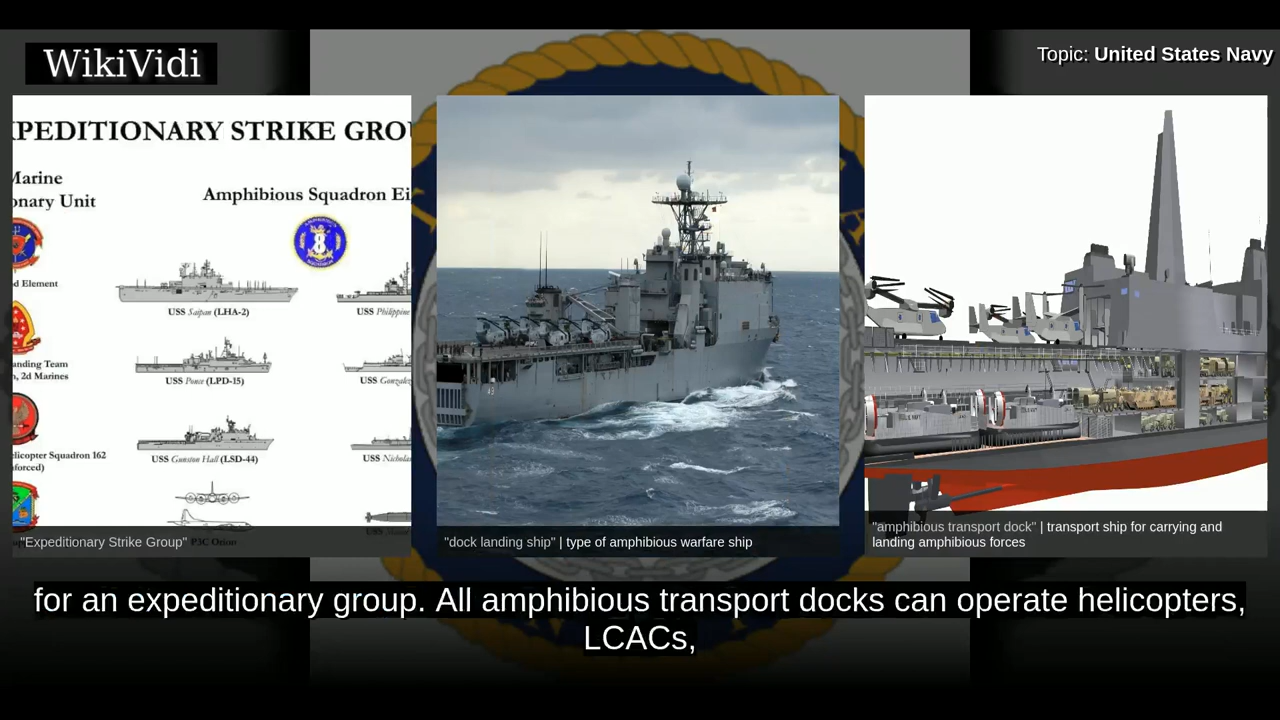 WikiVidi
Topic: United States Navy
XPEDITIONARY STRIKE GROU
Marine
onary Unit
Amphibious Squadron Ei
8
d Element
USS Saipan (LHA-2)
USS Philippine
anding Team
n, 2d Marines
USS Ponce (LPD-15)
USS Gonzalez
elicopter Squadron 162
nforced)
USS Gunston Hall (LSD-44)
USS Nicholas
P3C Orion
"Expeditionary Strike Group"
"dock landing ship" | type of amphibious warfare ship
"amphibious transport dock" | transport ship for carrying and
landing amphibious forces
for an expeditionary group. All amphibious transport docks can operate helicopters,
LCACs,